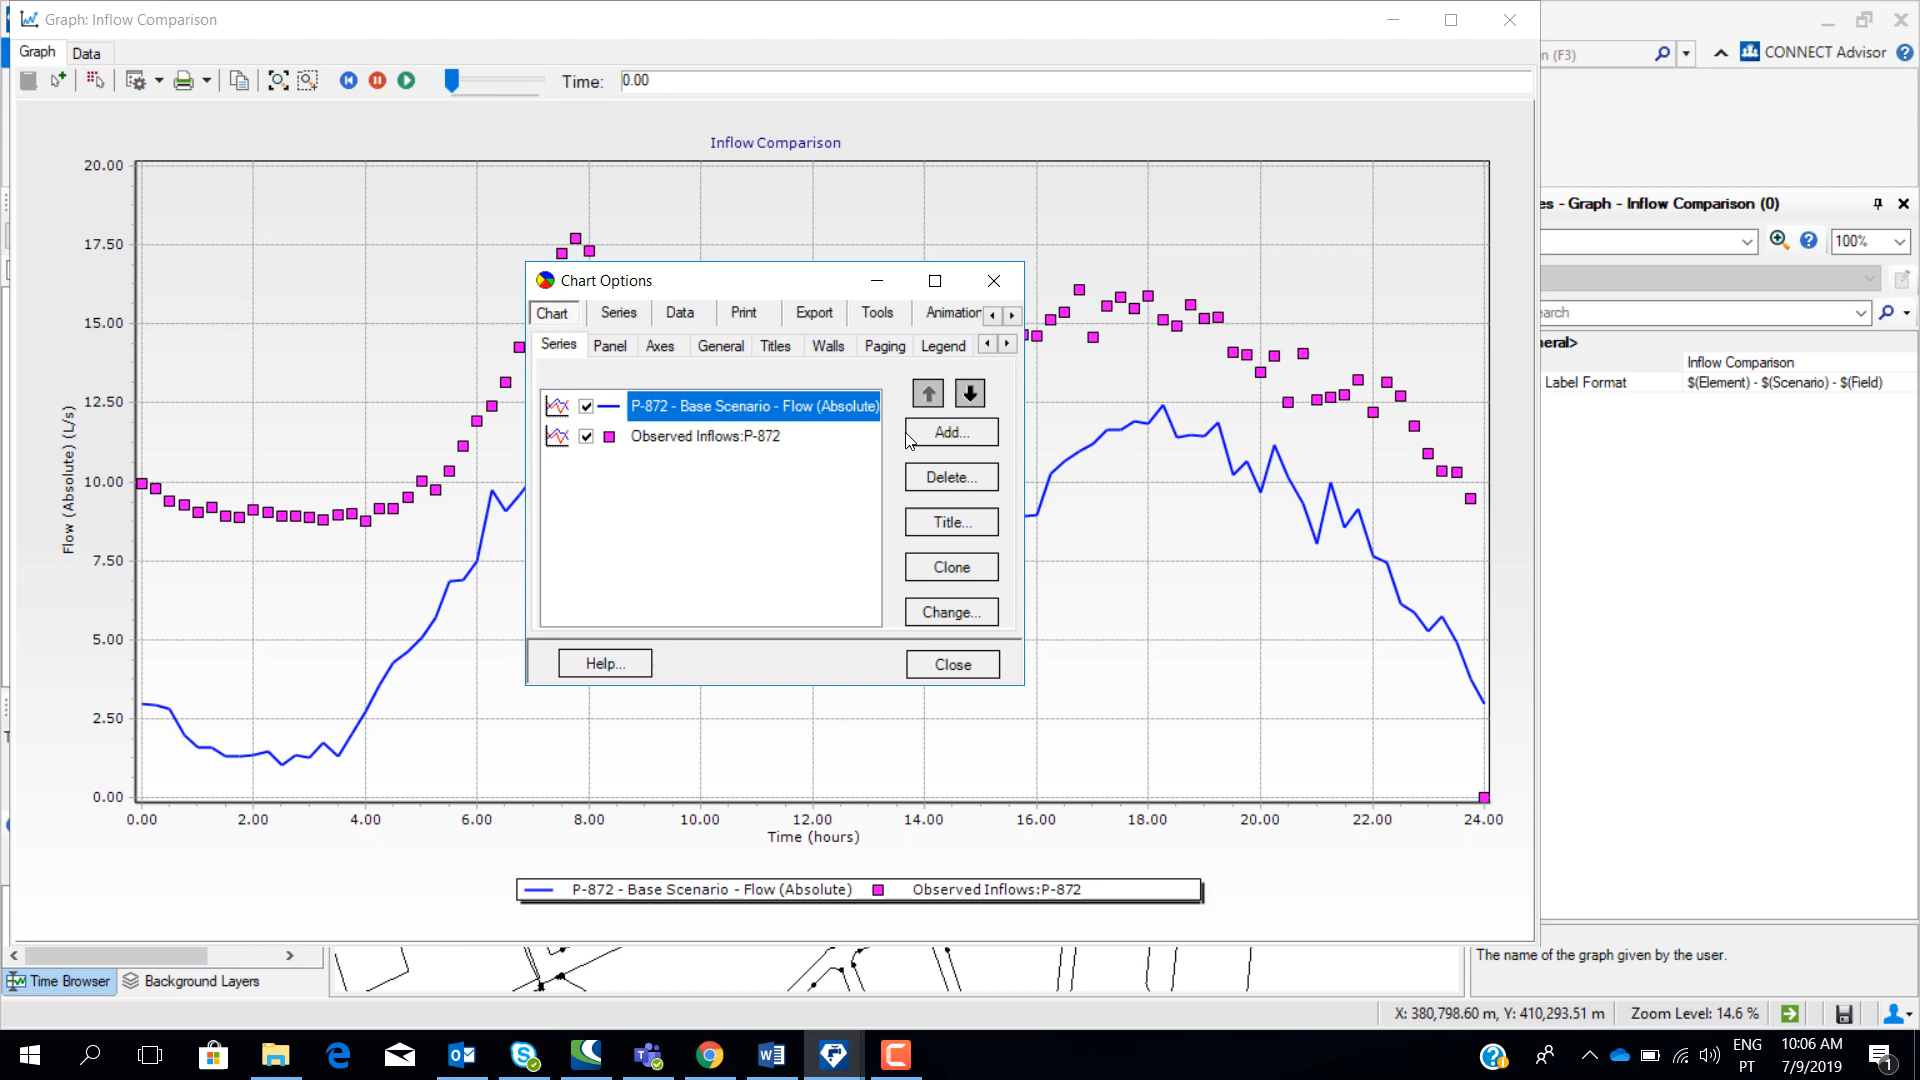 Graph: Inflow Comparison
Graph Data
n (F3) CONNECT Advisor
Time: 0.00
Inflow Comparison
20.00
17.50
15.00
12.50
10.00
7.50
5.00
2.50
0.00
Flow (Absolute) (L/s)
0.00 2.00 4.00 6.00 8.00 10.00 12.00 14.00 16.00 18.00 20.00 22.00 24.00
Time (hours)
P-872 - Base Scenario - Flow (Absolute) Observed Inflows:P-872
Chart Options
Chart Series Data Print Export Tools Animation
Series Panel Axes General Titles Walls Paging Legend
P-872 - Base Scenario - Flow (Absolute)
Observed Inflows:P-872
Add...
Delete...
Title...
Clone
Change...
Help... Close
es - Graph - Inflow Comparison (0)
100%
earch
neral>
Inflow Comparison
Label Format $(Element) - $(Scenario) - $(Field)
The name of the graph given by the user.
Time Browser Background Layers
X: 380,798.60 m, Y: 410,293.51 m Zoom Level: 14.6 %
ENG
PT
10:06 AM
7/9/2019
1